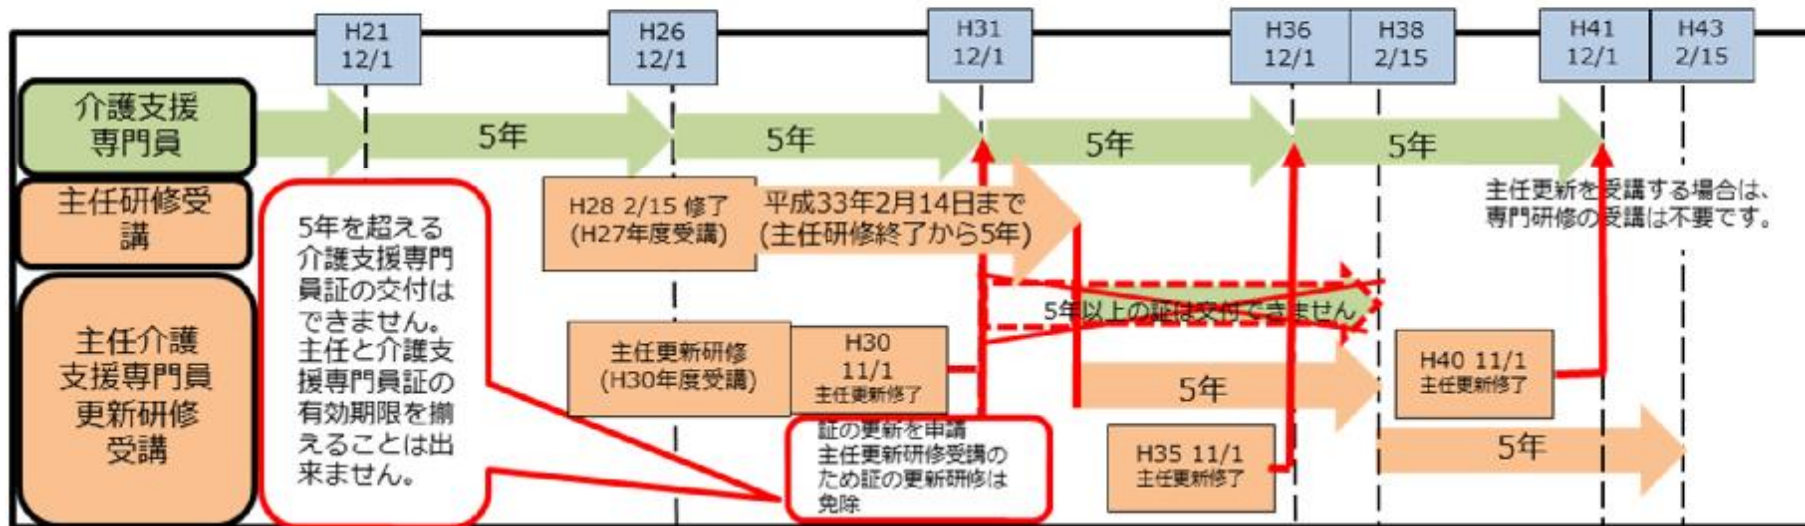 H21
12/1
H26
12/1
H31
12/1
H36
12/1
H38
2/15
H41
12/1
H43
2/15
介護支援
専門員
5年
5年
5年
5年
主任研修受
講
H28 2/15 修了
(H27年度受講)
平成33年2月14日まで
(主任研修終了から5年)
主任更新を受講する場合は、
専門研修の受講は不要です。
5年を超える
介護支援専門
員証の交付は
できません。
主任と介護支
援専門員証の
有効期限を揃
えることは出
来ません。
5年以上の証は交付できません
主任介護
支援専門員
更新研修
受講
主任更新研修
(H30年度受講)
H30
11/1
主任更新修了
5年
H40 11/1
主任更新修了
証の更新を申請
主任更新研修受講の
ため証の更新研修は
免除
H35 11/1
主任更新修了
5年